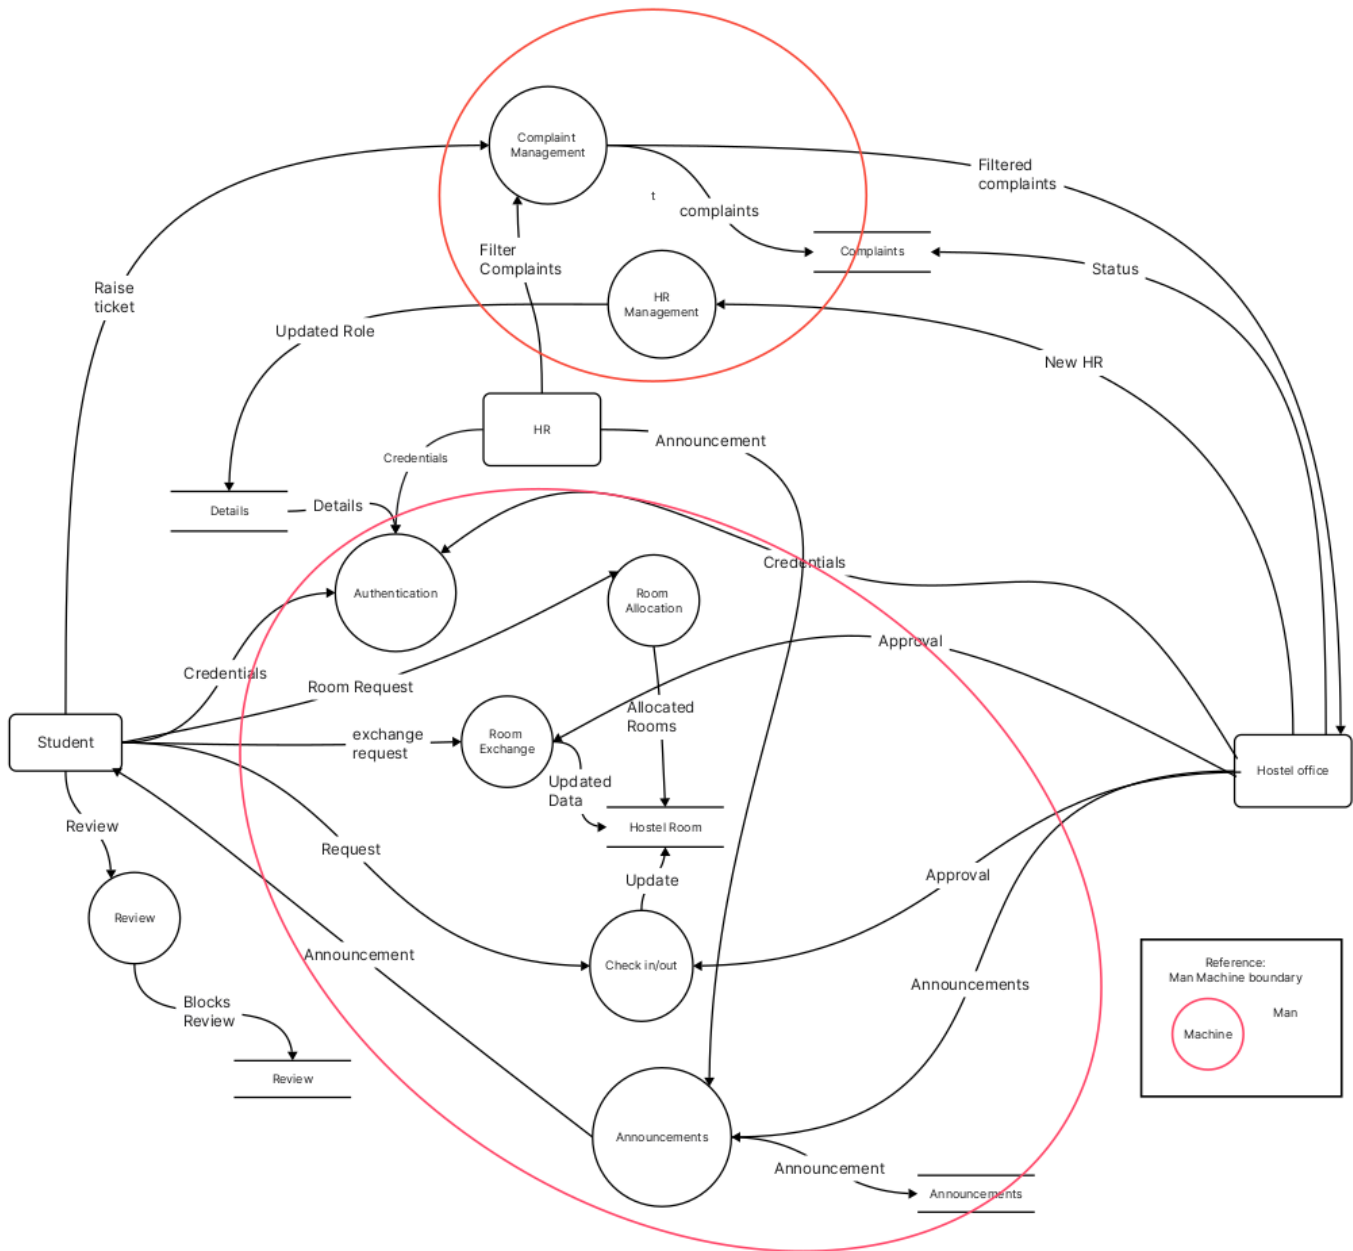 Complaint
Management
Filtered
complaints
t
complaints
Filter
Complaints
Complaints
Status
Raise
ticket
HR
Management
Updated Role
New HR
HR
Announcement
Credentials
Details
Details
Credentials
Authentication
Room
Allocation
Approval
Credentials
Room Request
Allocated
Rooms
Student
exchange
request
Room
Exchange
Hostel office
Updated
Data
Review
Hostel Room
Request
Update
Approval
Review
Announcement
Check in/out
Reference:
Man Machine boundary
Announcements
Man
Machine
Blocks
Review
Review
Announcements
Announcement
Announcements